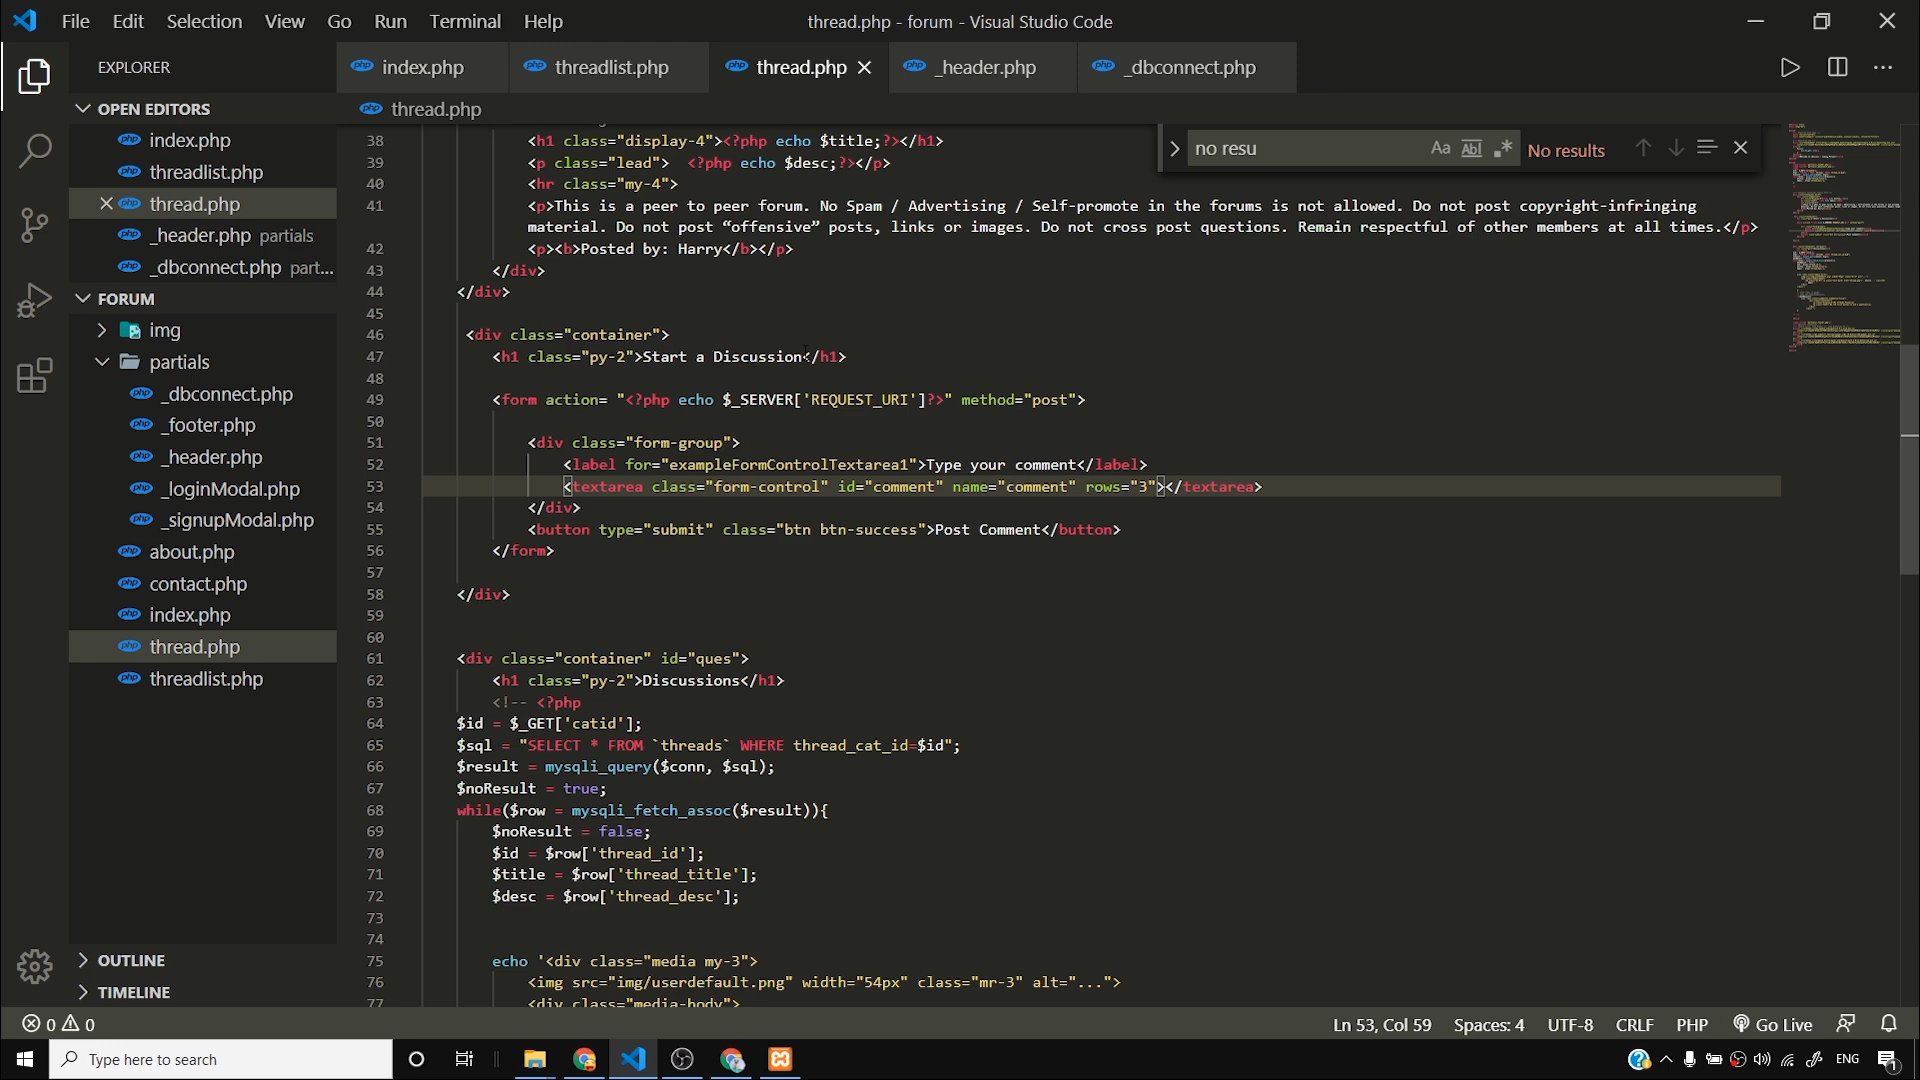 File Edit Selection View Go Run Terminal Help
thread.php - forum - Visual Studio Code
EXPLORER
index.php
threadlist.php
thread.php
_header.php
_dbconnect.php
OPEN EDITORS
index.php
threadlist.php
thread.php
_header.php partials
_dbconnect.php part...
FORUM
img
partials
_dbconnect.php
_footer.php
_header.php
_loginModal.php
_signupModal.php
about.php
contact.php
index.php
thread.php
threadlist.php
OUTLINE
TIMELINE
thread.php
no resu
Aa Abl .*
No results
38 <h1 class="display-4"><?php echo $title;?></h1>
39 <p class="lead">  <?php echo $desc;?></p>
40 <hr class="my-4">
41 <p>This is a peer to peer forum. No Spam / Advertising / Self-promote in the forums is not allowed. Do not post copyright-infringing
material. Do not post “offensive” posts, links or images. Do not cross post questions. Remain respectful of other members at all times.</p>
42 <p><b>Posted by: Harry</b></p>
43 </div>
44 </div>
45
46 <div class="container">
47 <h1 class="py-2">Start a Discussion</h1>
48
49 <form action= "<?php echo $_SERVER['REQUEST_URI']?>" method="post">
50
51 <div class="form-group">
52 <label for="exampleFormControlTextarea1">Type your comment</label>
53 <textarea class="form-control" id="comment" name="comment" rows="3"></textarea>
54 </div>
55 <button type="submit" class="btn btn-success">Post Comment</button>
56 </form>
57
58 </div>
59
60
61 <div class="container" id="ques">
62 <h1 class="py-2">Discussions</h1>
63 <!-- <?php
64 $id = $_GET['catid'];
65 $sql = "SELECT * FROM `threads` WHERE thread_cat_id=$id";
66 $result = mysqli_query($conn, $sql);
67 $noResult = true;
68 while($row = mysqli_fetch_assoc($result)){
69 $noResult = false;
70 $id = $row['thread_id'];
71 $title = $row['thread_title'];
72 $desc = $row['thread_desc'];
73
74
75 echo '<div class="media my-3">
76 <img src="img/userdefault.png" width="54px" class="mr-3" alt="...">
77 <div class="media-body">
0 0
Ln 53, Col 59 Spaces: 4 UTF-8 CRLF PHP Go Live
Type here to search
ENG
1